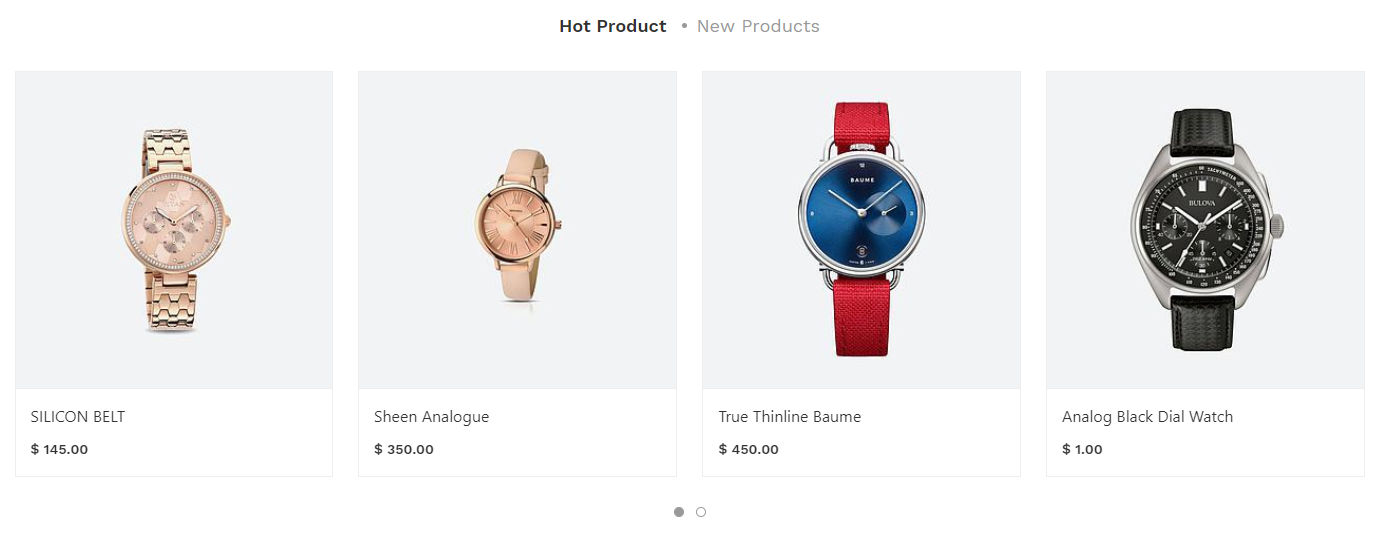 Hot Product • New Products
BAUME
BULOVA
TACHYMETER
SILICON BELT
$ 145.00
Sheen Analogue
$ 350.00
True Thinline Baume
$ 450.00
Analog Black Dial Watch
$ 1.00